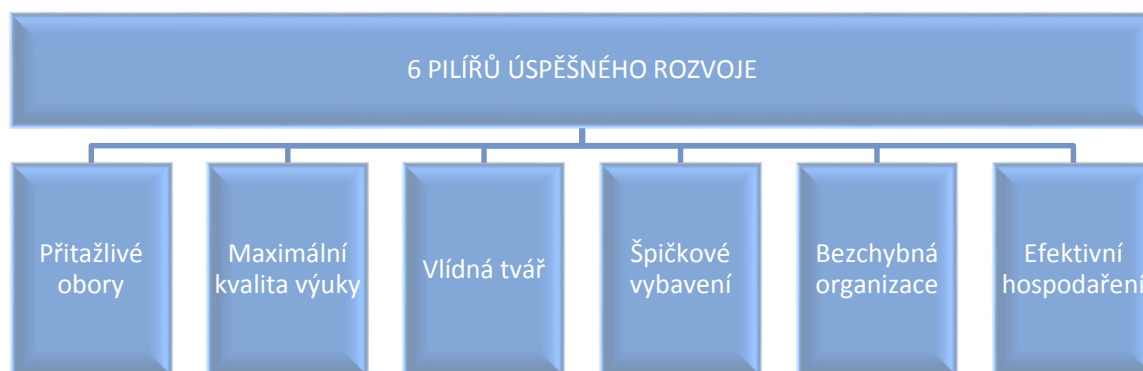 6 PILÍŘŮ ÚSPĚŠNÉHO ROZVOJE
Přitažlivé
obory
Maximální
kvalita výuky
Vlídná tvář
Špičkové
vybavení
Bezchybná
organizace
Efektivní
hospodaření